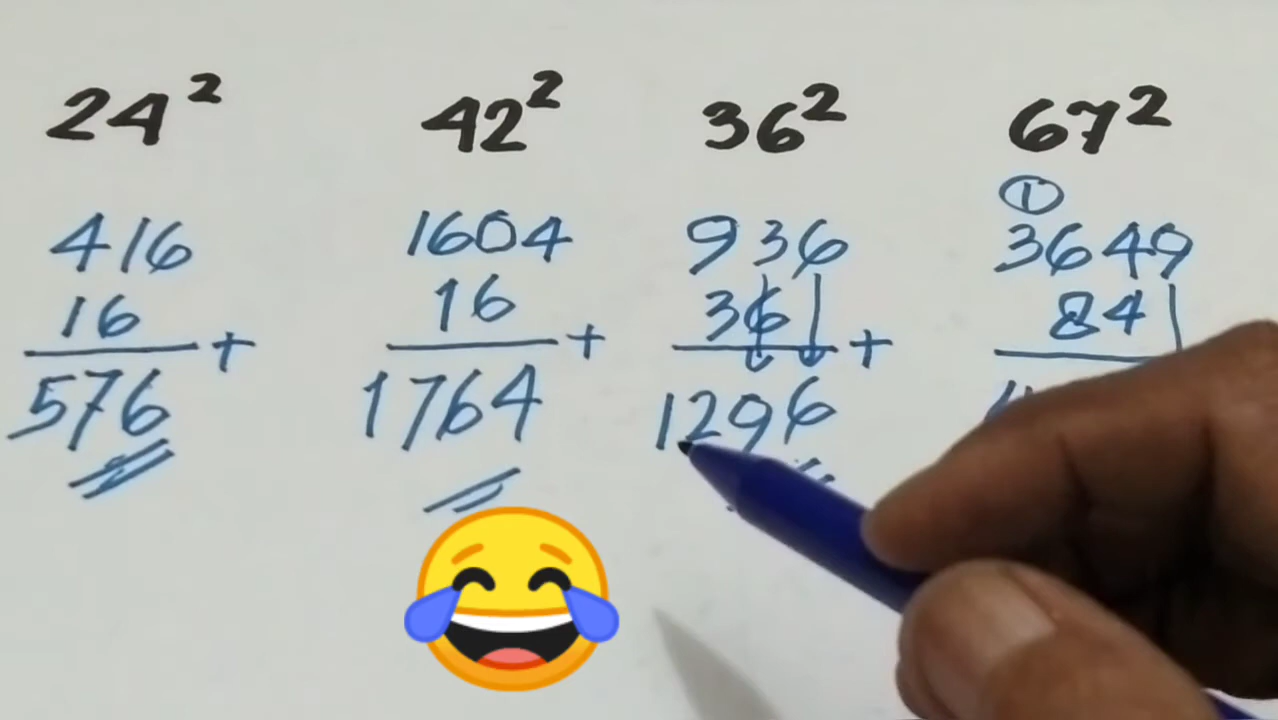 24² 42² 36² 67²
①
416 1604 936 3649
16 16 36 84
+ + +
576 1764 1296